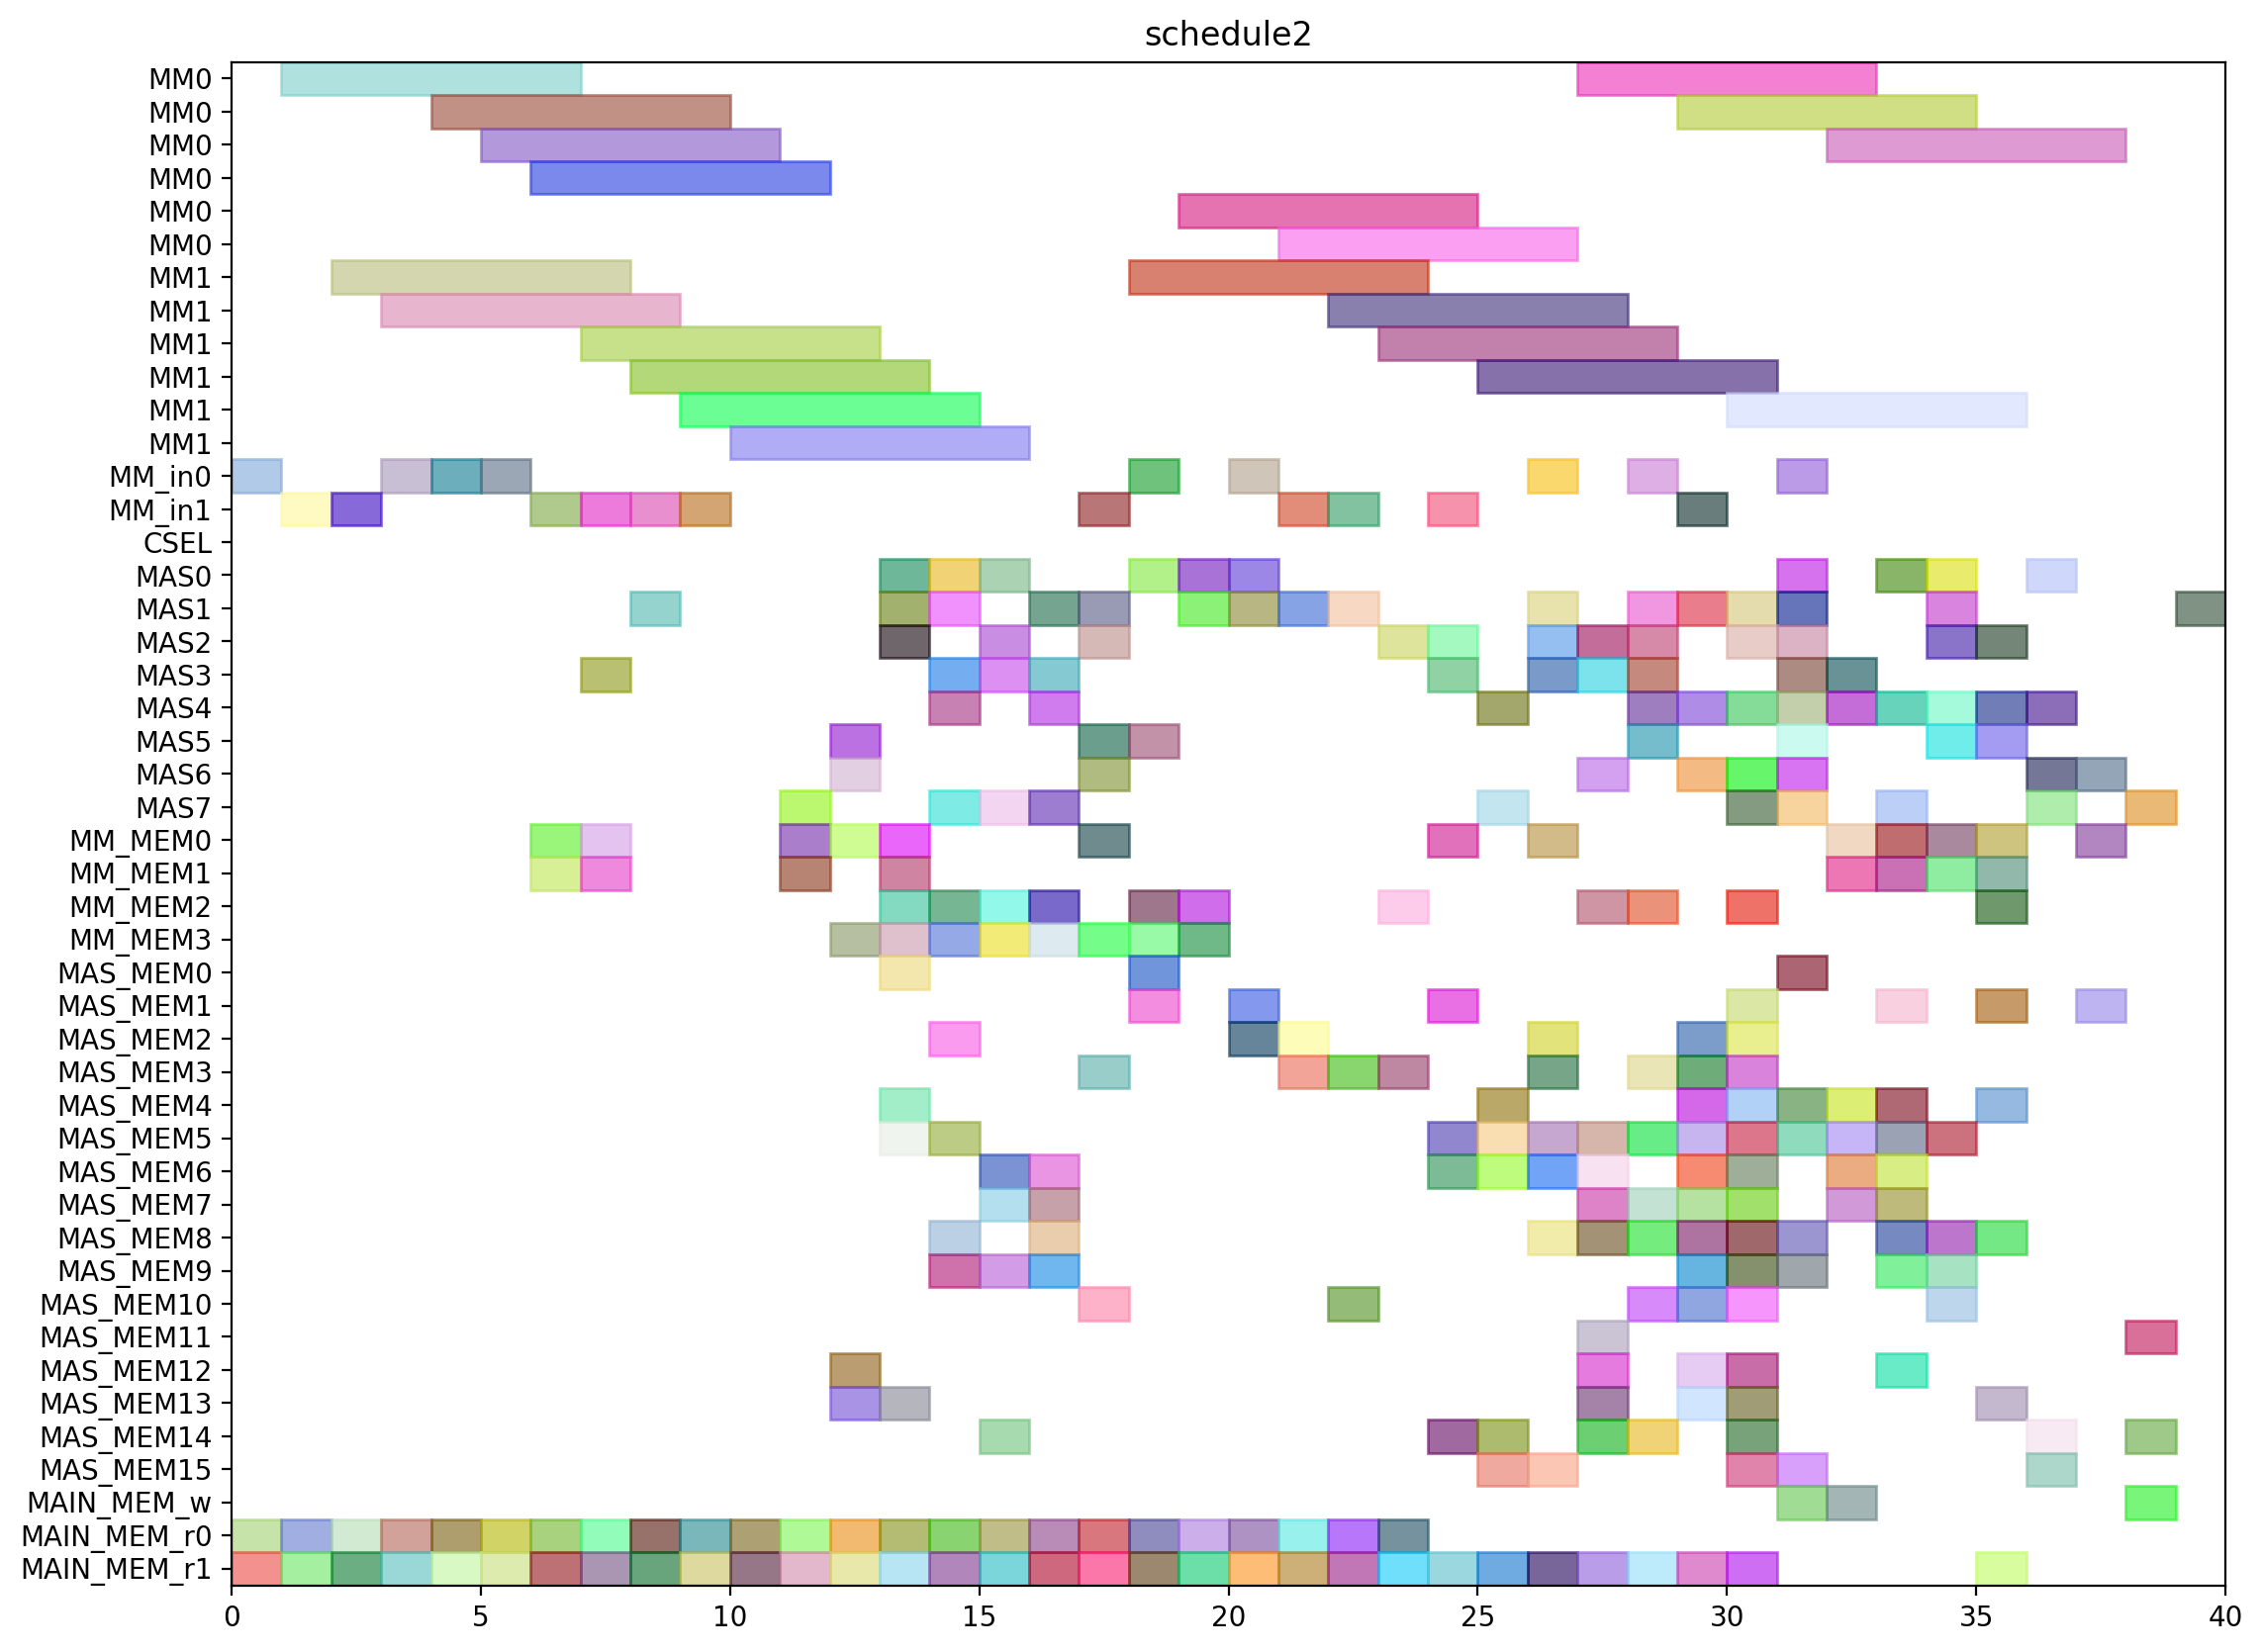 schedule2
MM0
MM0
MM0
MM0
MM0
MM0
MM1
MM1
MM1
MM1
MM1
MM1
MM_in0
MM_in1
CSEL
MAS0
MAS1
MAS2
MAS3
MAS4
MAS5
MAS6
MAS7
MM_MEM0
MM_MEM1
MM_MEM2
MM_MEM3
MAS_MEM0
MAS_MEM1
MAS_MEM2
MAS_MEM3
MAS_MEM4
MAS_MEM5
MAS_MEM6
MAS_MEM7
MAS_MEM8
MAS_MEM9
MAS_MEM10
MAS_MEM11
MAS_MEM12
MAS_MEM13
MAS_MEM14
MAS_MEM15
MAIN_MEM_w
MAIN_MEM_r0
MAIN_MEM_r1
0 5 10 15 20 25 30 35 40